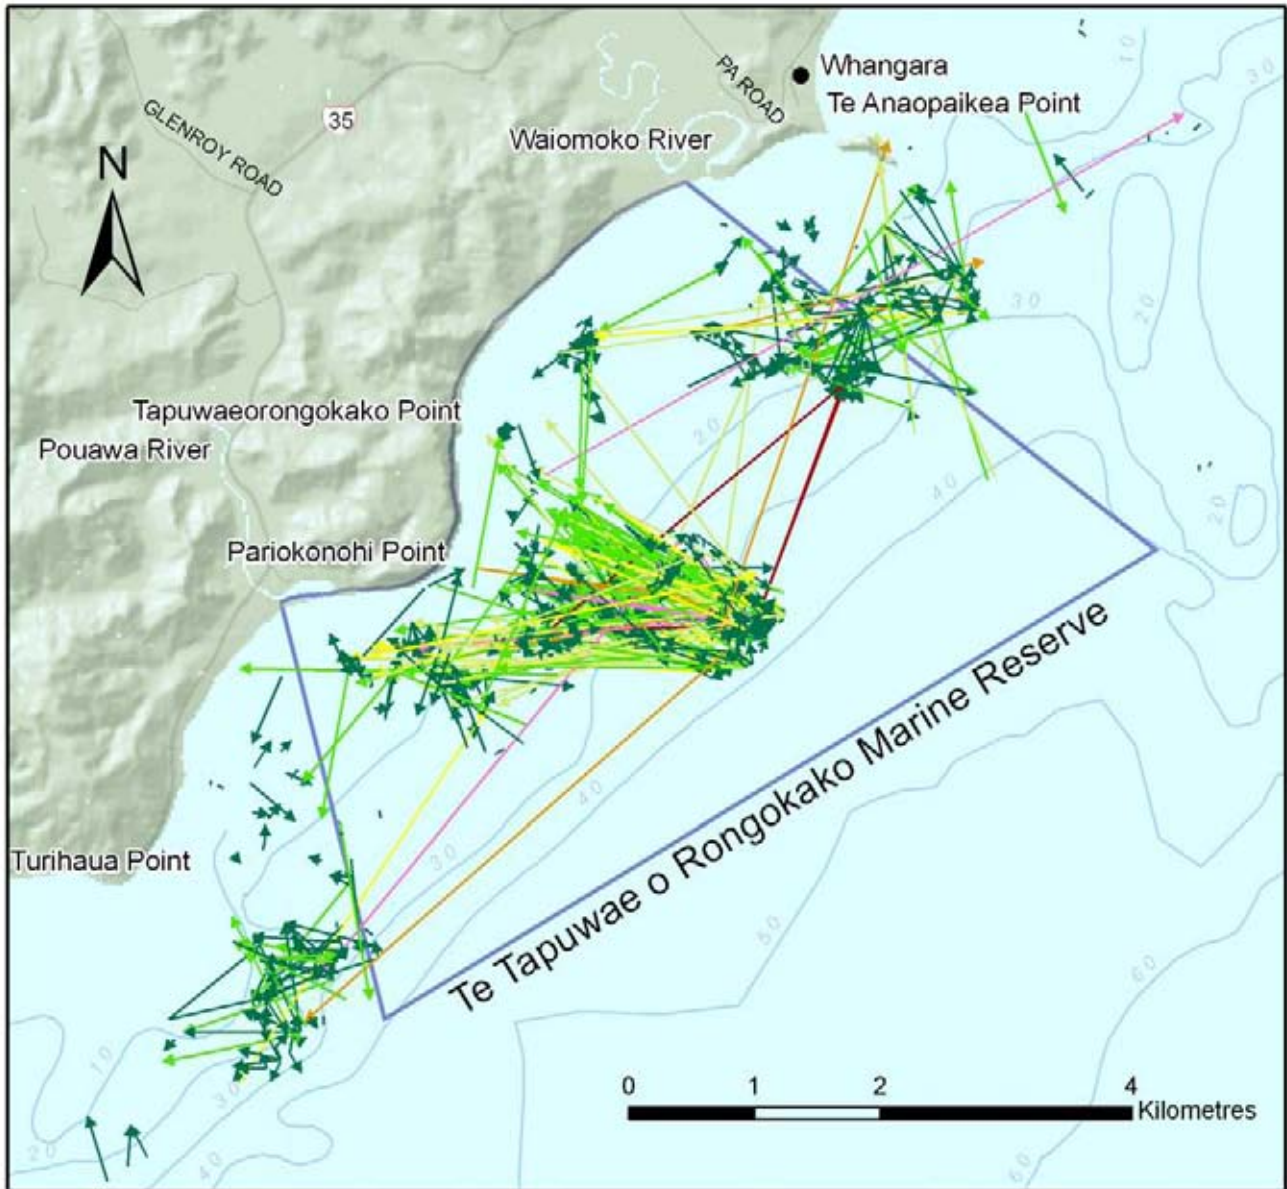 Whangara
Te Anaopaikea Point
PA ROAD
Waiomoko River
35
GLENROY ROAD
N
10
30
20
30
20
40
20
Tapuwaeorongokako Point
Pouawa River
Pariokonohi Point
Turihaua Point
Te Tapuwae o Rongokako Marine Reserve
30
40
50
60
10
30
20
40
60
0 1 2 4
Kilometres